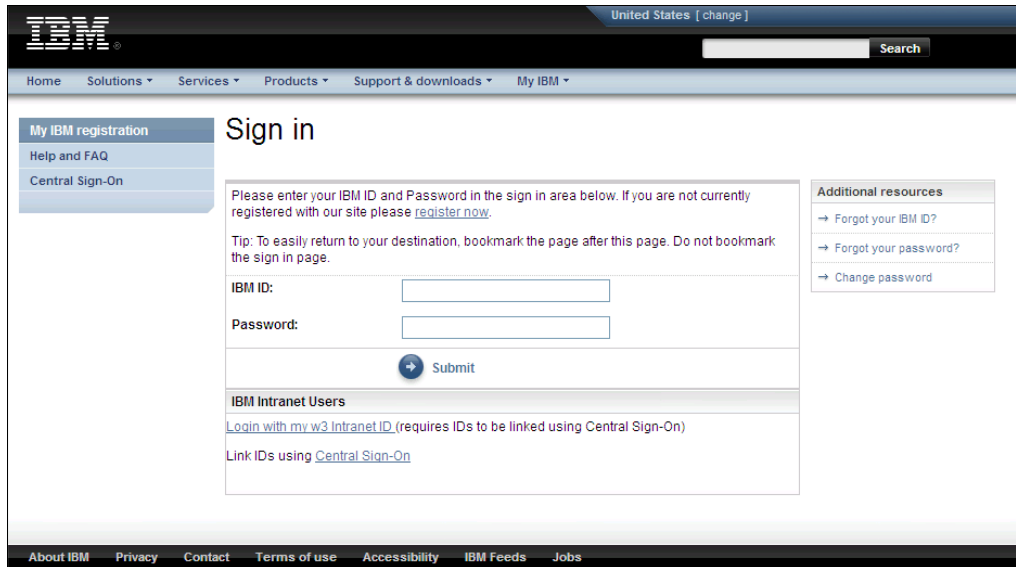 United States [ change ]
IBM®
Search
Home Solutions Services Products Support & downloads My IBM
My IBM registration
Help and FAQ
Central Sign-On
Sign in
Please enter your IBM ID and Password in the sign in area below. If you are not currently
registered with our site please register now.
Tip: To easily return to your destination, bookmark the page after this page. Do not bookmark
the sign in page.
IBM ID:
Password:
Submit
IBM Intranet Users
Login with my w3 Intranet ID (requires IDs to be linked using Central Sign-On)
Link IDs using Central Sign-On
Additional resources
→ Forgot your IBM ID?
→ Forgot your password?
→ Change password
About IBM Privacy Contact Terms of use Accessibility IBM Feeds Jobs